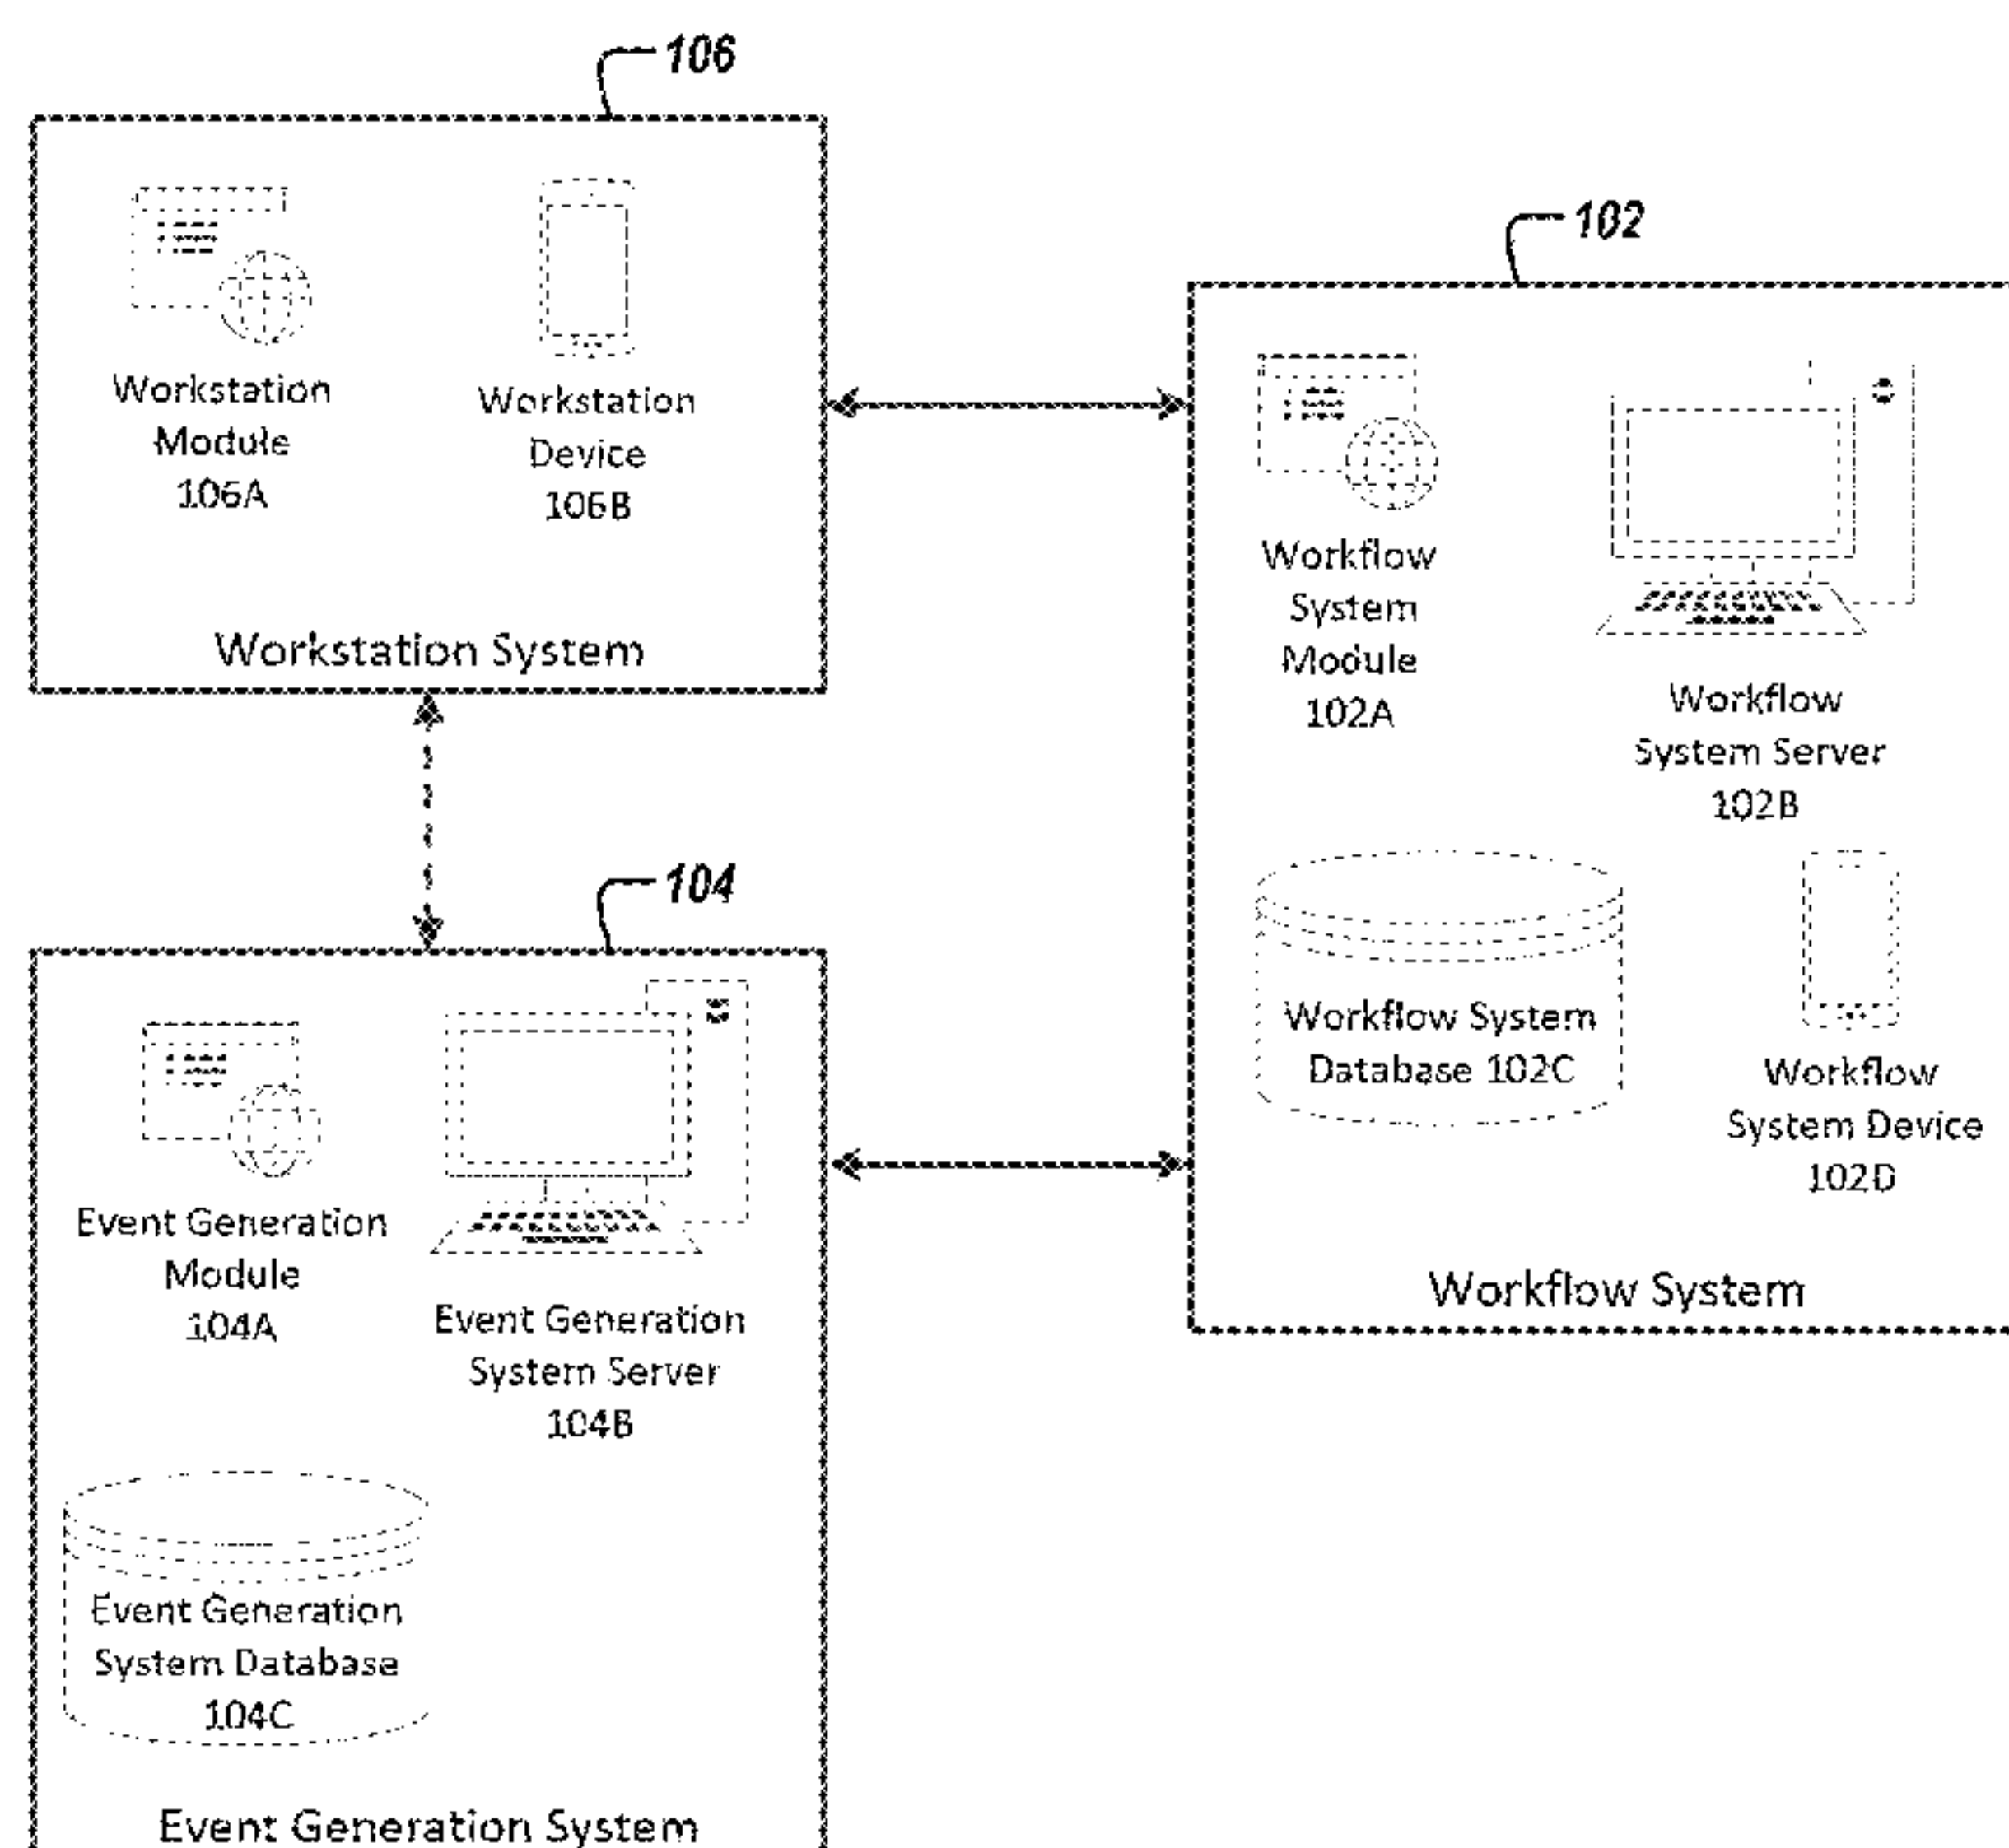 106
Workstation
Module
106A
Workstation
Device
106B
Workstation System
102
Workflow
System
Module
102A
Workflow
System Server
102B
Workflow System
Database 102C
Workflow
System Device
102D
Workflow System
104
Event Generation
Module
104A
Event Generation
System Server
104B
Event Generation
System Database
104C
Event Generation System